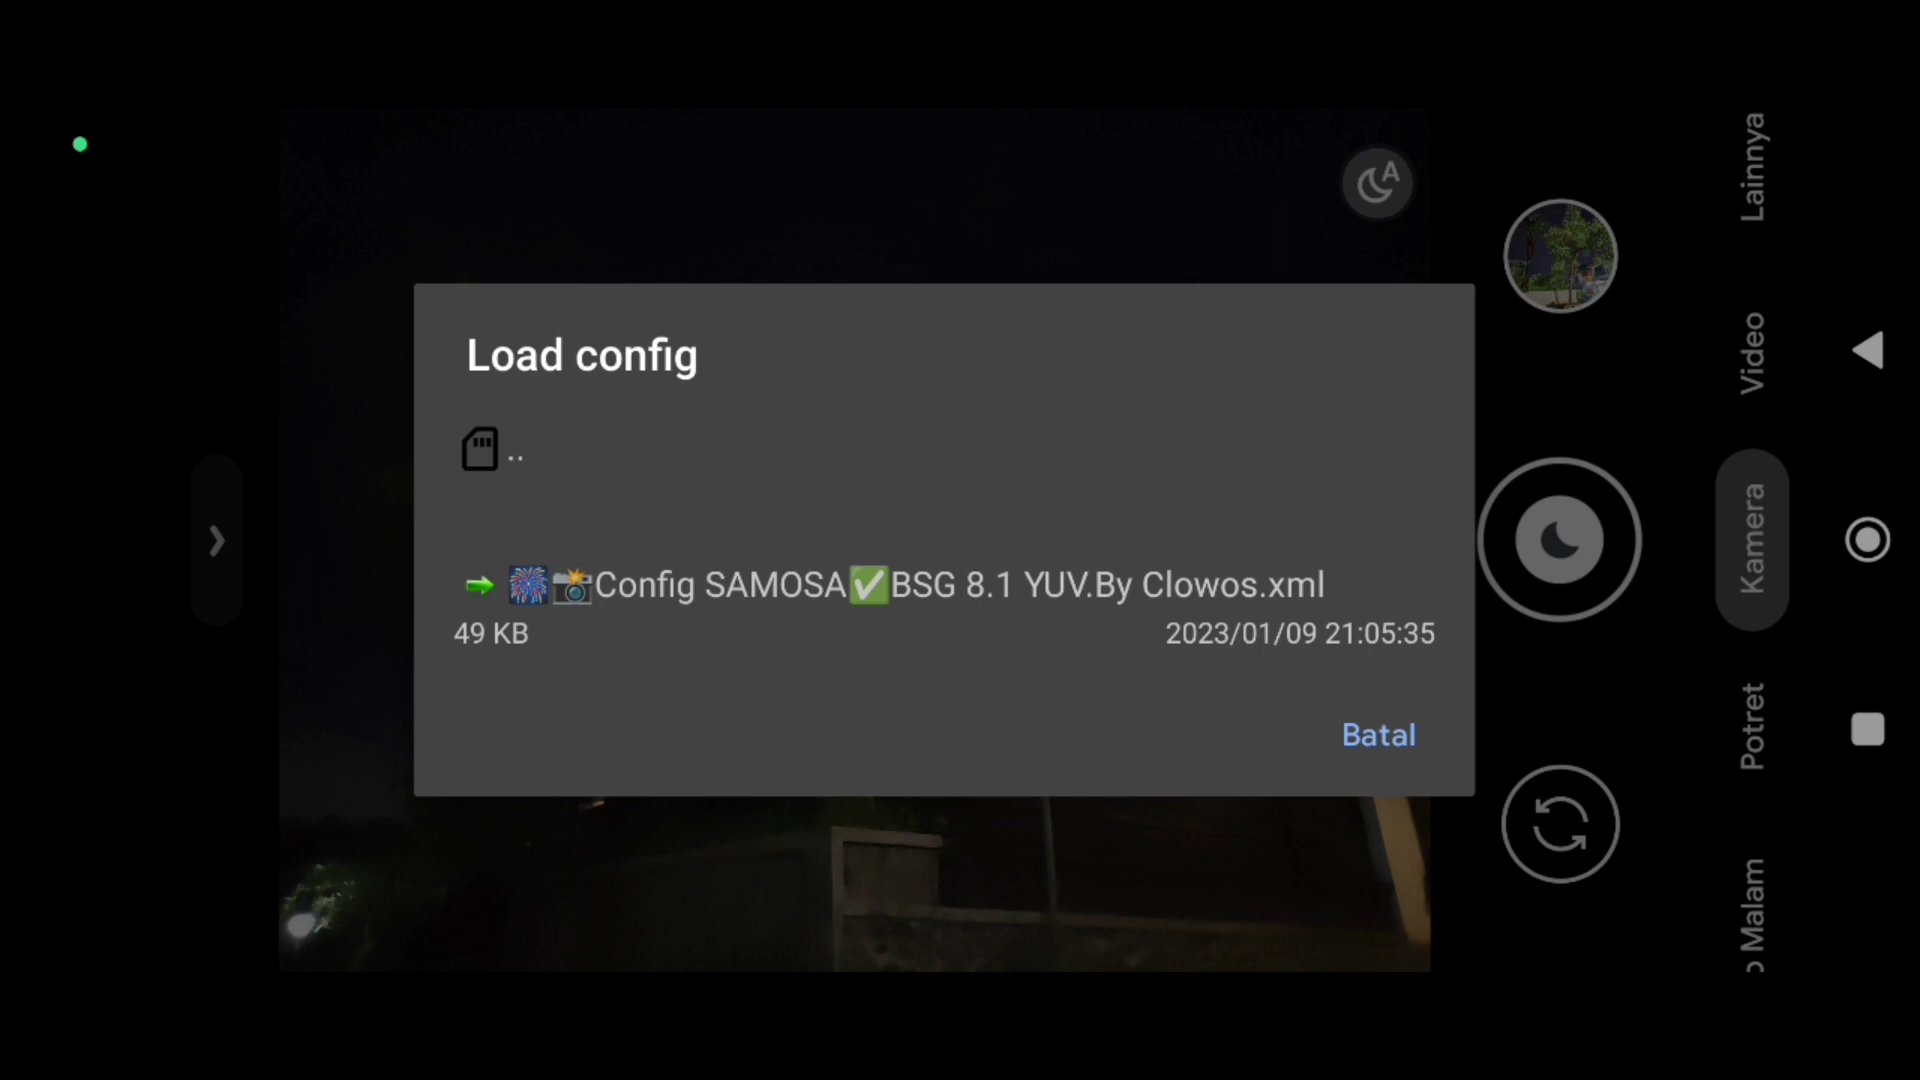 Load config
..
Config SAMOSA✅BSG 8.1 YUV.By Clowos.xml
49 KB
2023/01/09 21:05:35
Batal
A
Lainnya
Video
Kamera
Potret
o Malam